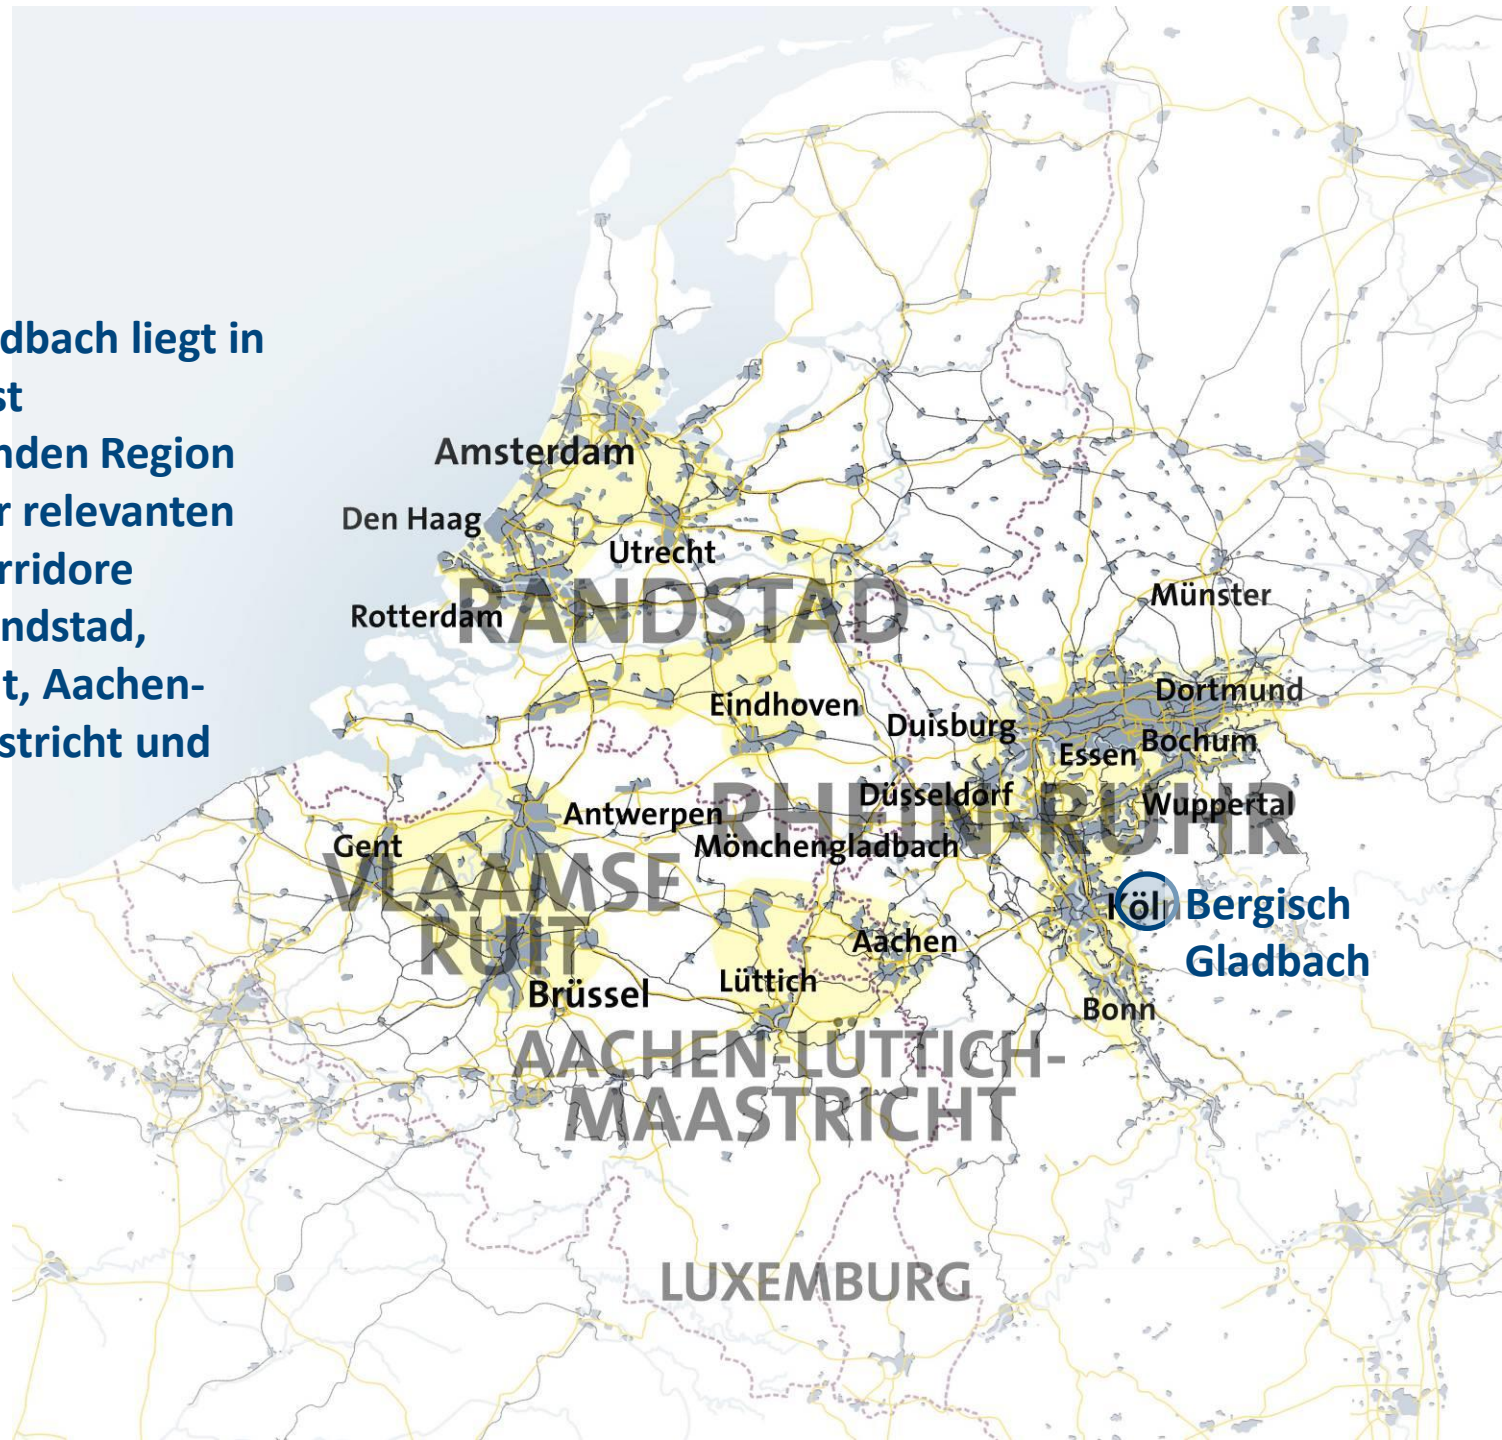 dbach liegt in
st
nden Region
r relevanten
rridore
ndstad,
t, Aachen-
stricht und
Amsterdam
Den Haag
Utrecht
RANDSTAD
Rotterdam
Münster
Eindhoven
Dortmund
Duisburg
Essen
Bochum
Düsseldorf
RHEIN-RUHR
Wuppertal
Antwerpen
Mönchengladbach
Gent
VLAAMSE
RUIT
Köln
Bergisch
Gladbach
Aachen
Lüttich
Brüssel
Bonn
AACHEN-LÜTTICH-
MAASTRICHT
LUXEMBURG